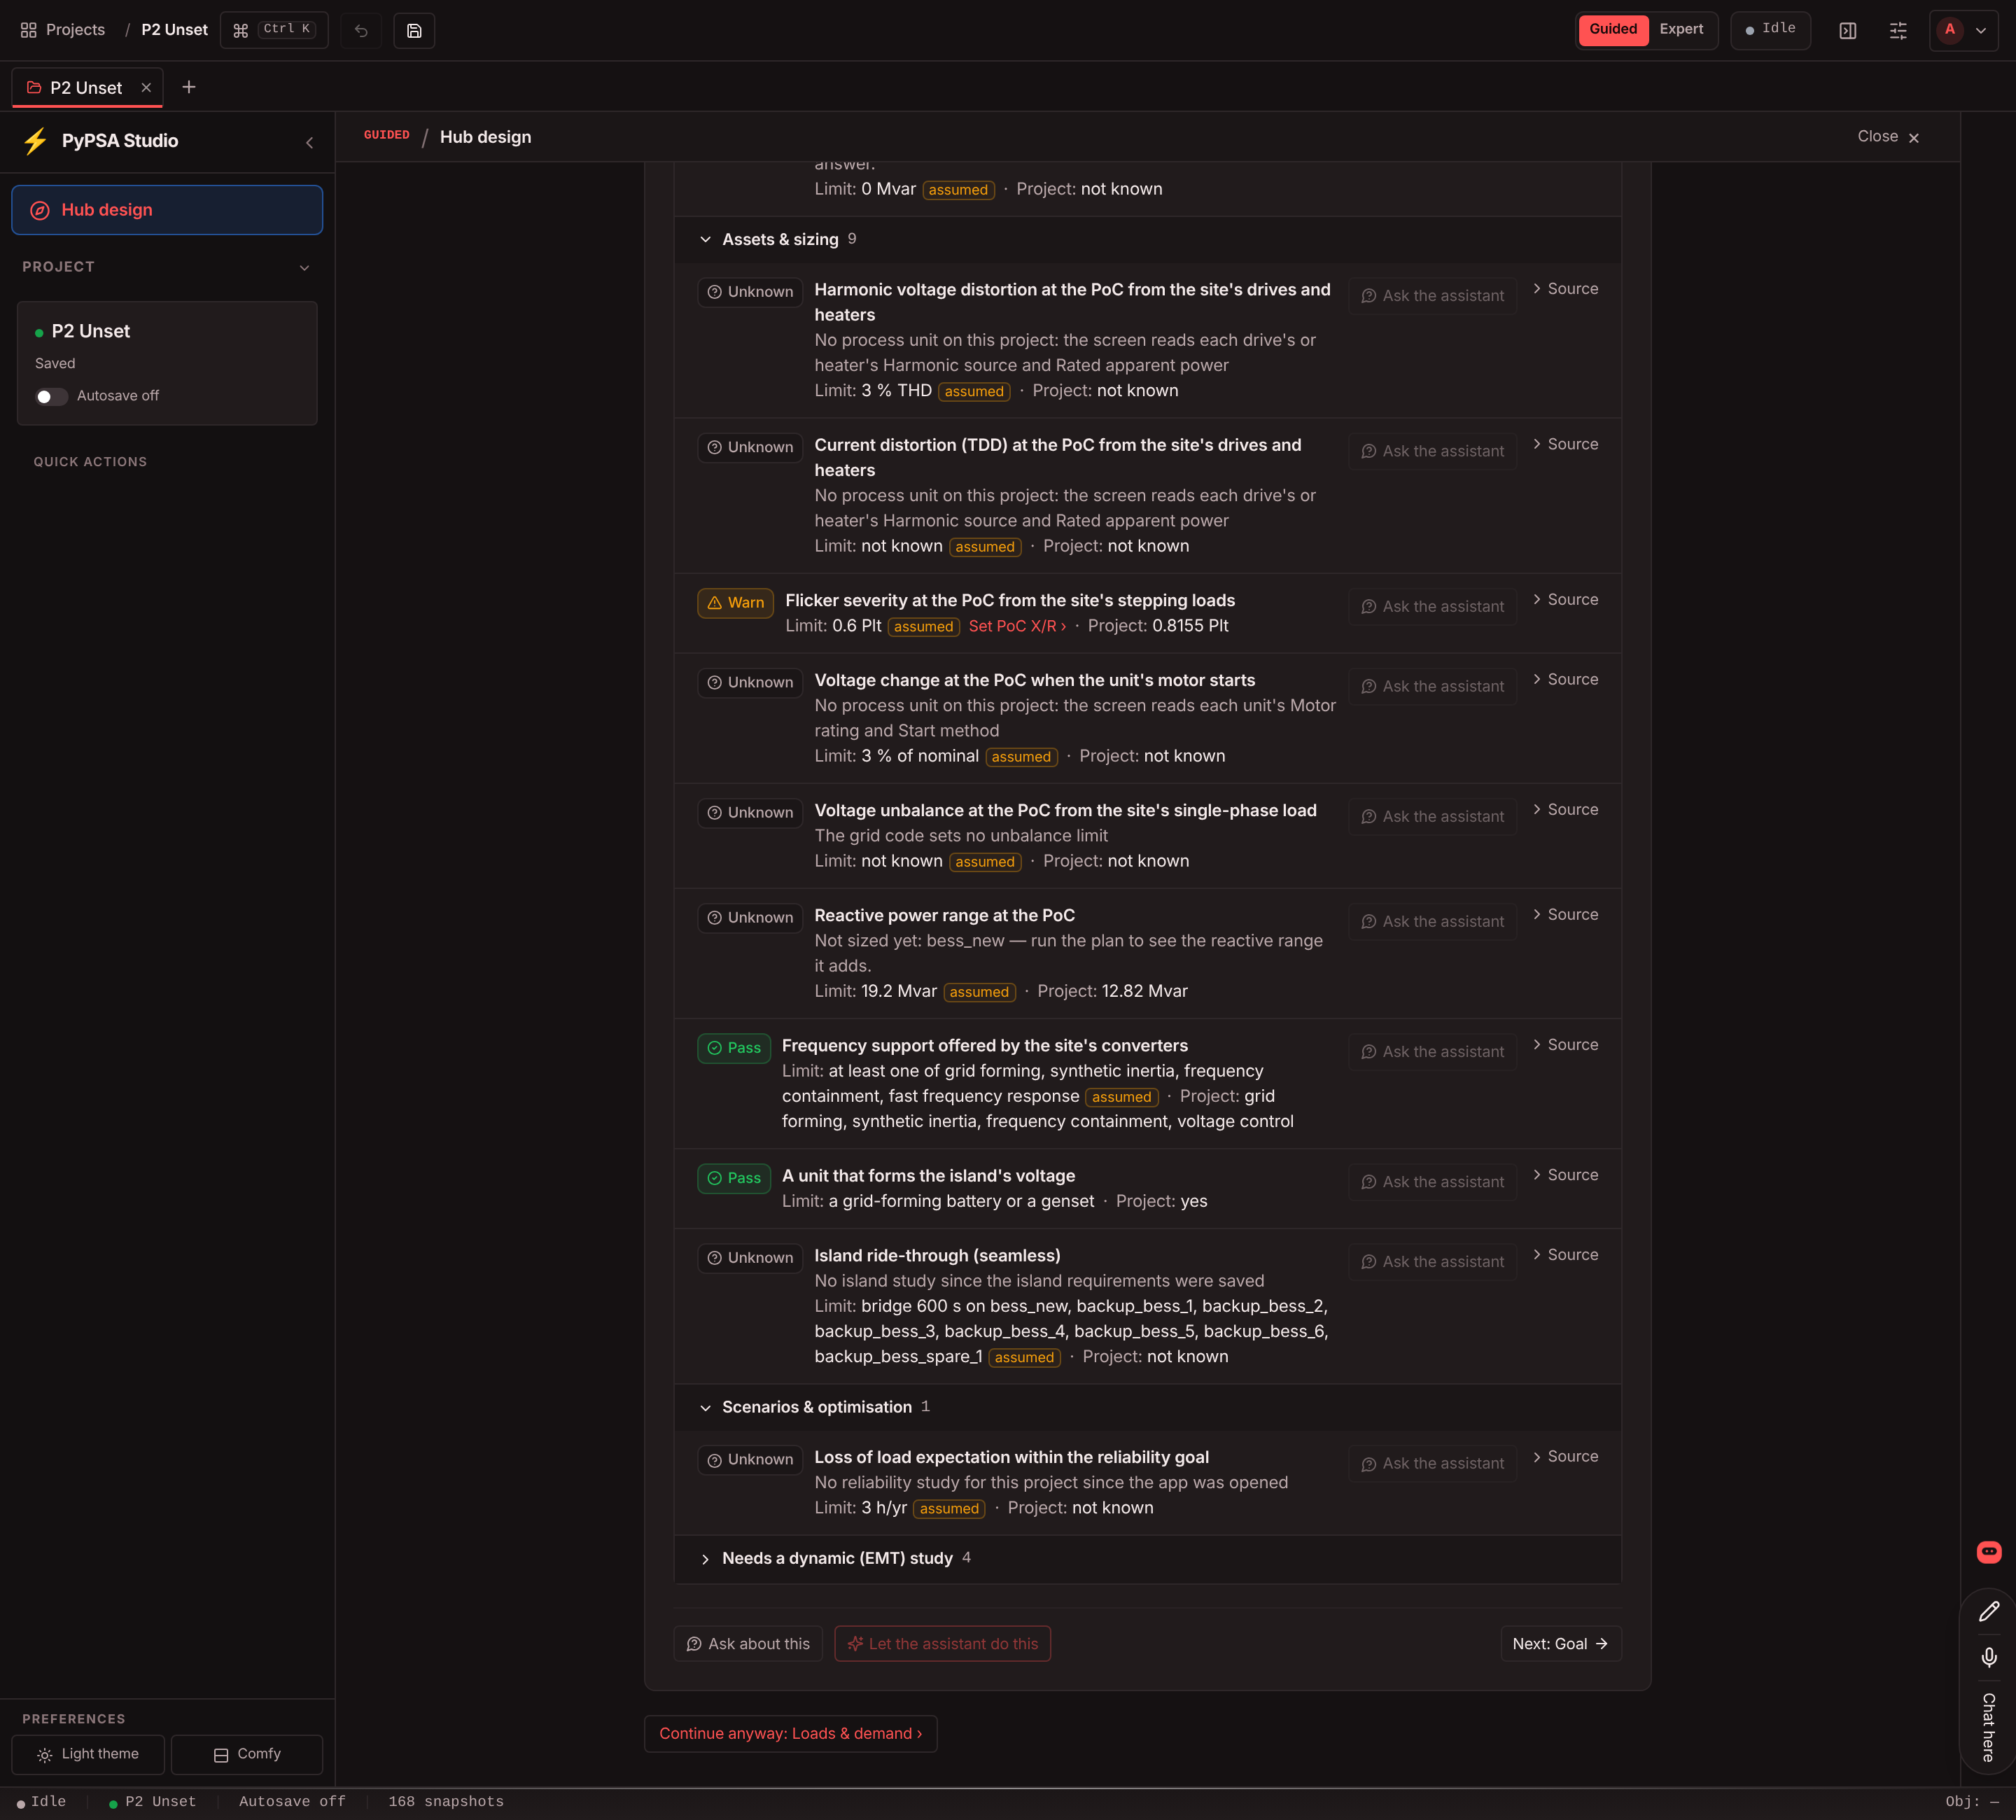 Projects / P2 Unset Ctrl K Guided Expert Idle A
P2 Unset
PyPSA Studio
GUIDED / Hub design Close
Hub design
PROJECT
P2 Unset
Saved
Autosave off
QUICK ACTIONS
answer.
Limit: 0 Mvar assumed · Project: not known
Assets & sizing 9
Unknown Harmonic voltage distortion at the PoC from the site's drives and Ask the assistant Source
heaters
No process unit on this project: the screen reads each drive's or
heater's Harmonic source and Rated apparent power
Limit: 3 % THD assumed · Project: not known
Unknown Current distortion (TDD) at the PoC from the site's drives and Ask the assistant Source
heaters
No process unit on this project: the screen reads each drive's or
heater's Harmonic source and Rated apparent power
Limit: not known assumed · Project: not known
Warn Flicker severity at the PoC from the site's stepping loads Ask the assistant Source
Limit: 0.6 Plt assumed Set PoC X/R › · Project: 0.8155 Plt
Unknown Voltage change at the PoC when the unit's motor starts Ask the assistant Source
No process unit on this project: the screen reads each unit's Motor
rating and Start method
Limit: 3 % of nominal assumed · Project: not known
Unknown Voltage unbalance at the PoC from the site's single-phase load Ask the assistant Source
The grid code sets no unbalance limit
Limit: not known assumed · Project: not known
Unknown Reactive power range at the PoC Ask the assistant Source
Not sized yet: bess_new — run the plan to see the reactive range
it adds.
Limit: 19.2 Mvar assumed · Project: 12.82 Mvar
Pass Frequency support offered by the site's converters Ask the assistant Source
Limit: at least one of grid forming, synthetic inertia, frequency
containment, fast frequency response assumed · Project: grid
forming, synthetic inertia, frequency containment, voltage control
Pass A unit that forms the island's voltage Ask the assistant Source
Limit: a grid-forming battery or a genset · Project: yes
Unknown Island ride-through (seamless) Ask the assistant Source
No island study since the island requirements were saved
Limit: bridge 600 s on bess_new, backup_bess_1, backup_bess_2,
backup_bess_3, backup_bess_4, backup_bess_5, backup_bess_6,
backup_bess_spare_1 assumed · Project: not known
Scenarios & optimisation 1
Unknown Loss of load expectation within the reliability goal Ask the assistant Source
No reliability study for this project since the app was opened
Limit: 3 h/yr assumed · Project: not known
Needs a dynamic (EMT) study 4
Ask about this Let the assistant do this Next: Goal →
Continue anyway: Loads & demand ›
Chat here
PREFERENCES
Light theme Comfy
Idle P2 Unset Autosave off 168 snapshots Obj: —